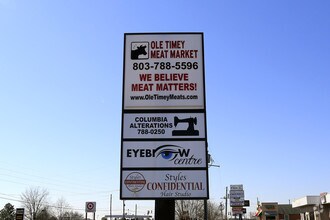 OLE TIMEY
MEAT MARKET
803-788-5596
WE BELIEVE
MEAT MATTERS!
www.OleTimeyMeats.com
COLUMBIA
ALTERATIONS
788-0250
EYEBROW
Centre
Styles
CONFIDENTIAL
Hair Studio